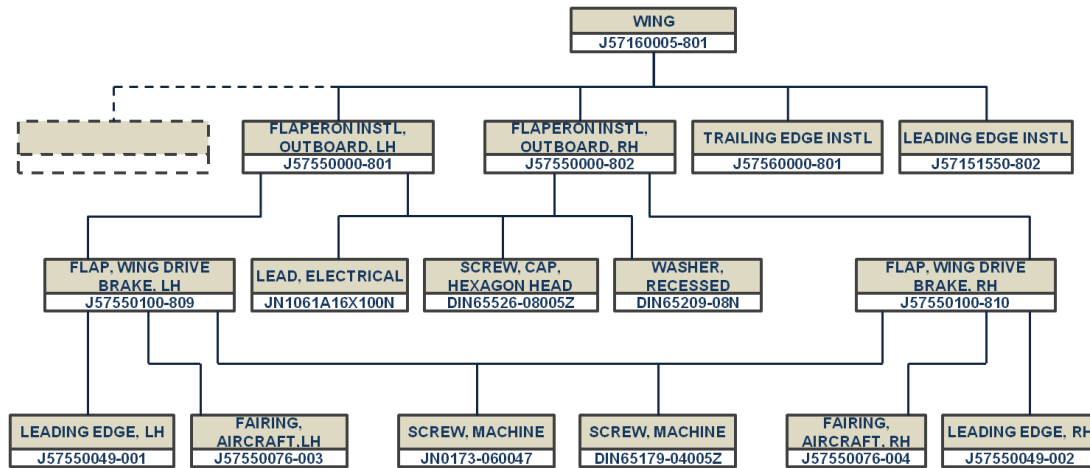 WING
J57160005-801
FLAPERON INSTL,
OUTBOARD, LH
J57550000-801
FLAPERON INSTL,
OUTBOARD, RH
J57550000-802
TRAILING EDGE INSTL
J57560000-801
LEADING EDGE INSTL
J57151550-802
FLAP, WING DRIVE
BRAKE, LH
J57550100-809
LEAD, ELECTRICAL
JN1061A16X100N
SCREW, CAP,
HEXAGON HEAD
DIN65526-08005Z
WASHER,
RECESSED
DIN65209-08N
FLAP, WING DRIVE
BRAKE, RH
J57550100-810
LEADING EDGE, LH
J57550049-001
FAIRING,
AIRCRAFT,LH
J57550076-003
SCREW, MACHINE
JN0173-060047
SCREW, MACHINE
DIN65179-04005Z
FAIRING,
AIRCRAFT, RH
J57550076-004
LEADING EDGE, RH
J57550049-002